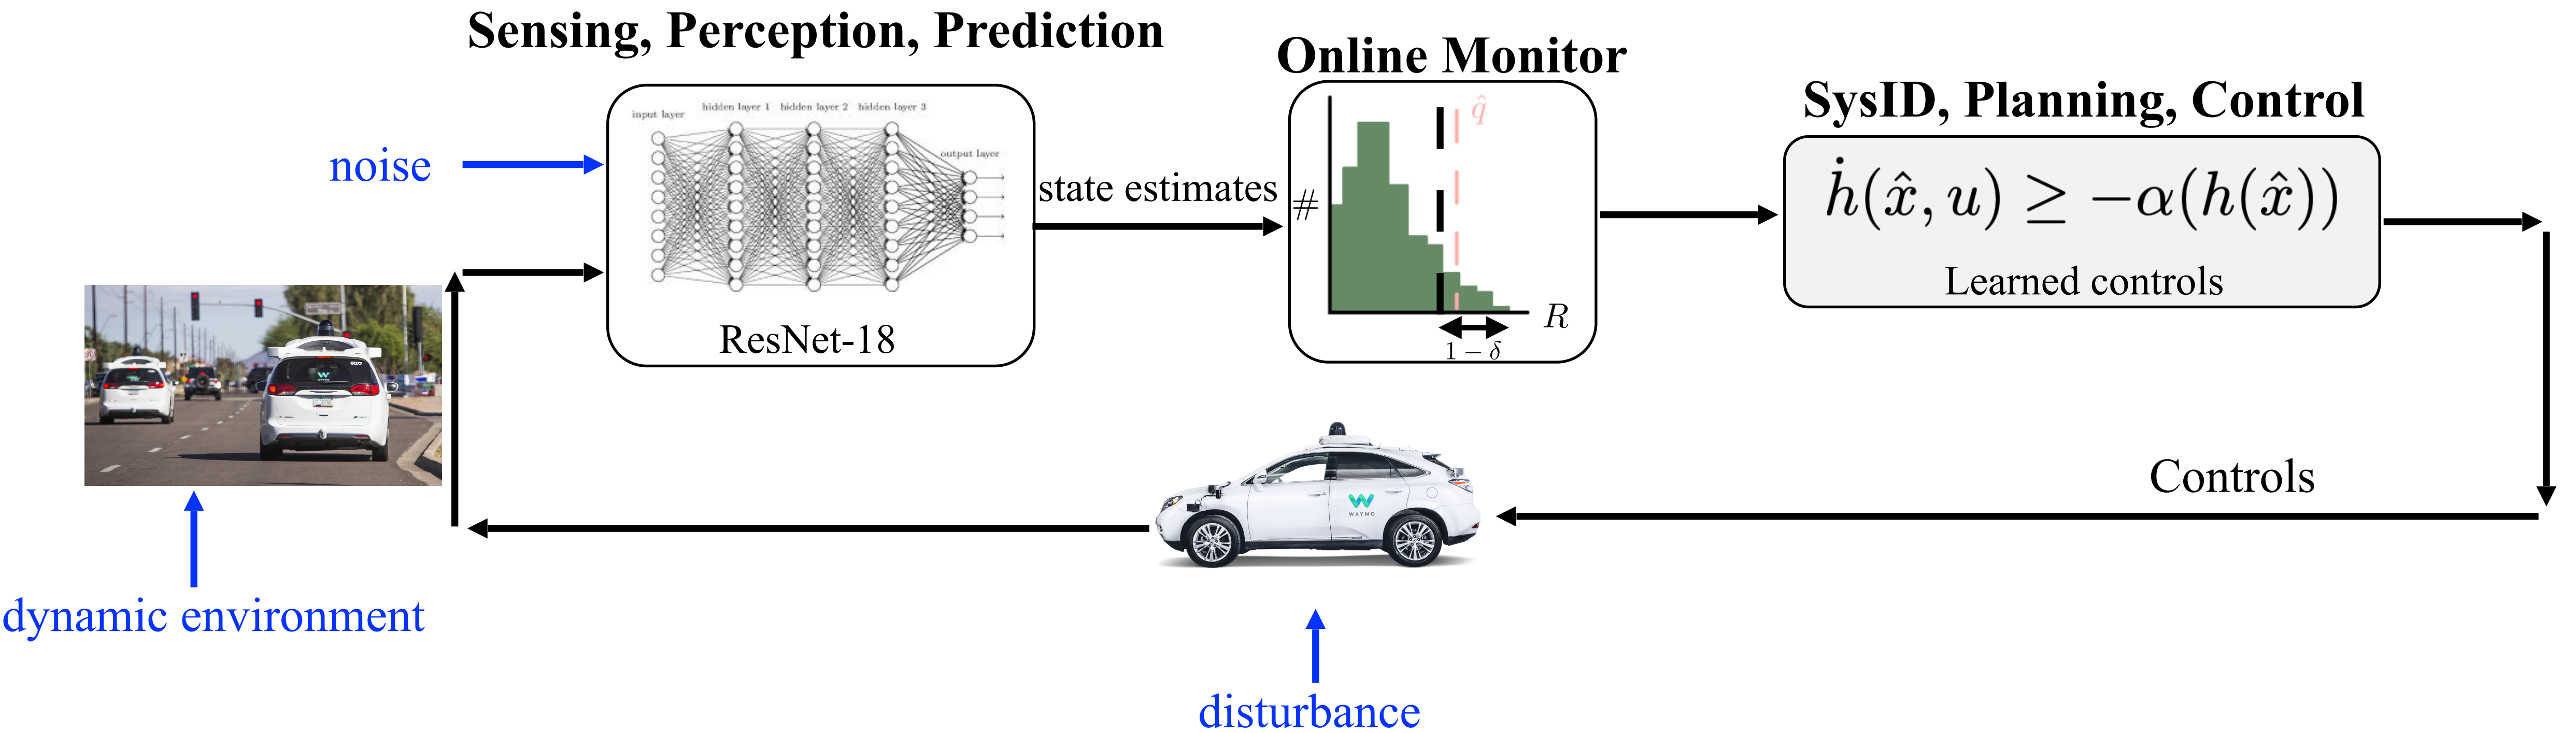 Sensing, Perception, Prediction
Online Monitor
SysID, Planning, Control
hidden layer 1 hidden layer 2 hidden layer 3
input layer
output layer
noise
state estimates
ResNet-18
#
q̂
R
1 − δ
ḣ(x̂, u) ≥ −α(h(x̂))
Learned controls
Controls
WAYMO
dynamic environment
disturbance